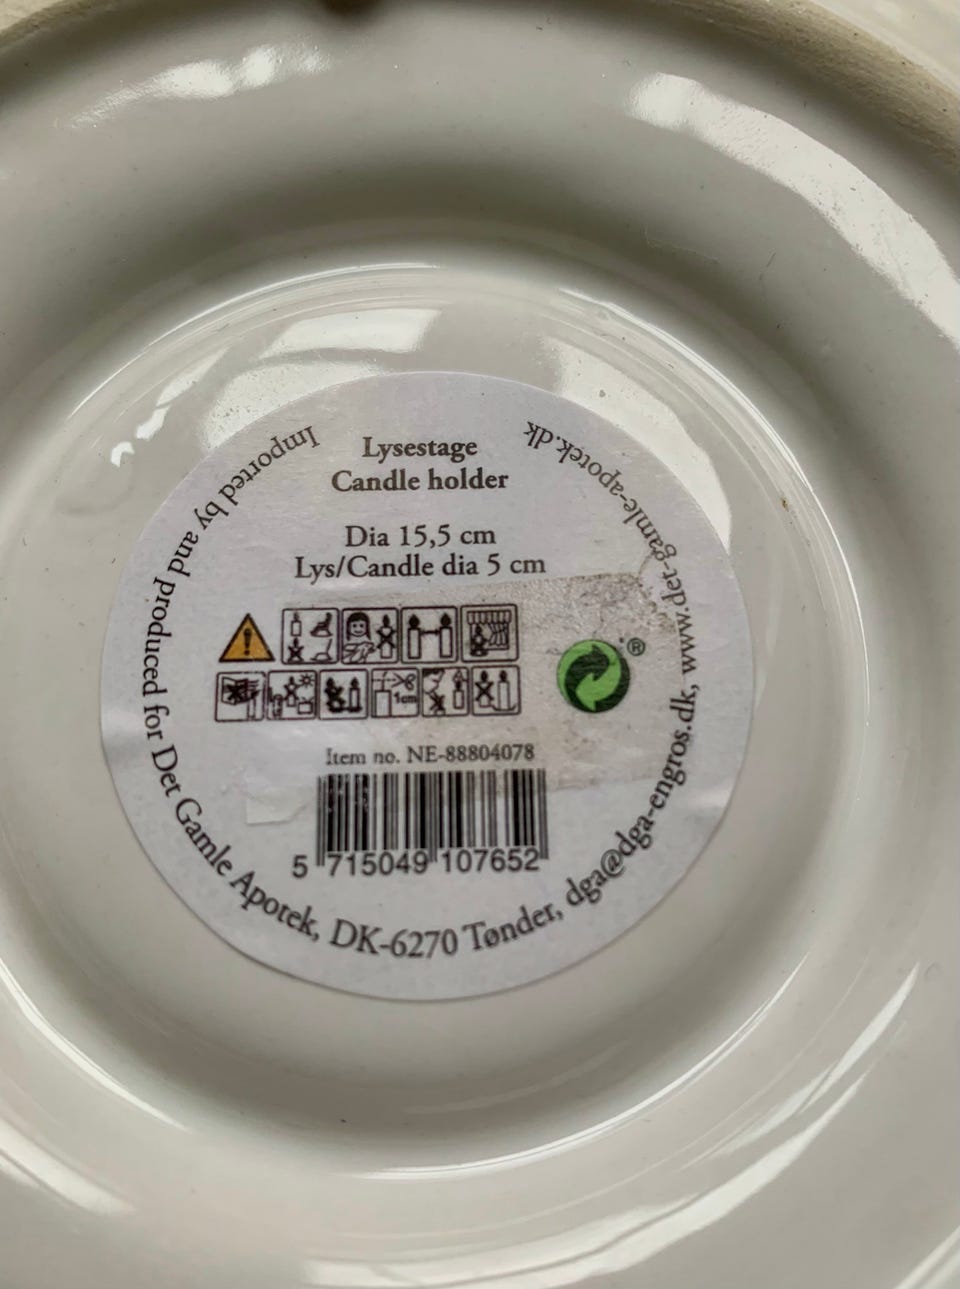 Lysestage
Candle holder
Dia 15,5 cm
Lys/Candle dia 5 cm
1cm
®
Item no. NE-88804078
5 715049 107652
Imported by and produced for Det Gamle Apotek, DK-6270 Tønder, dga@dga-engros.dk, www.det-gamle-apotek.dk